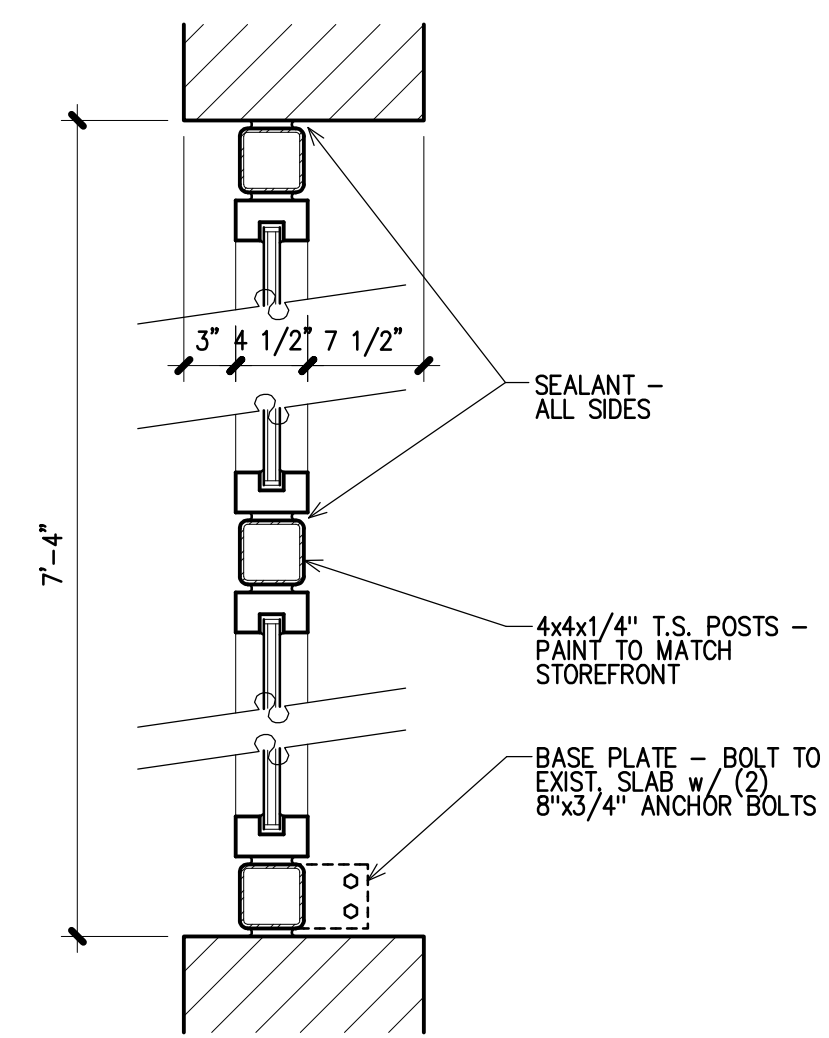 3" 4 1/2" 7 1/2"
SEALANT –
ALL SIDES
7'-4"
4x4x1/4" T.S. POSTS –
PAINT TO MATCH
STOREFRONT
BASE PLATE – BOLT TO
EXIST. SLAB w/ (2)
8"x3/4" ANCHOR BOLTS